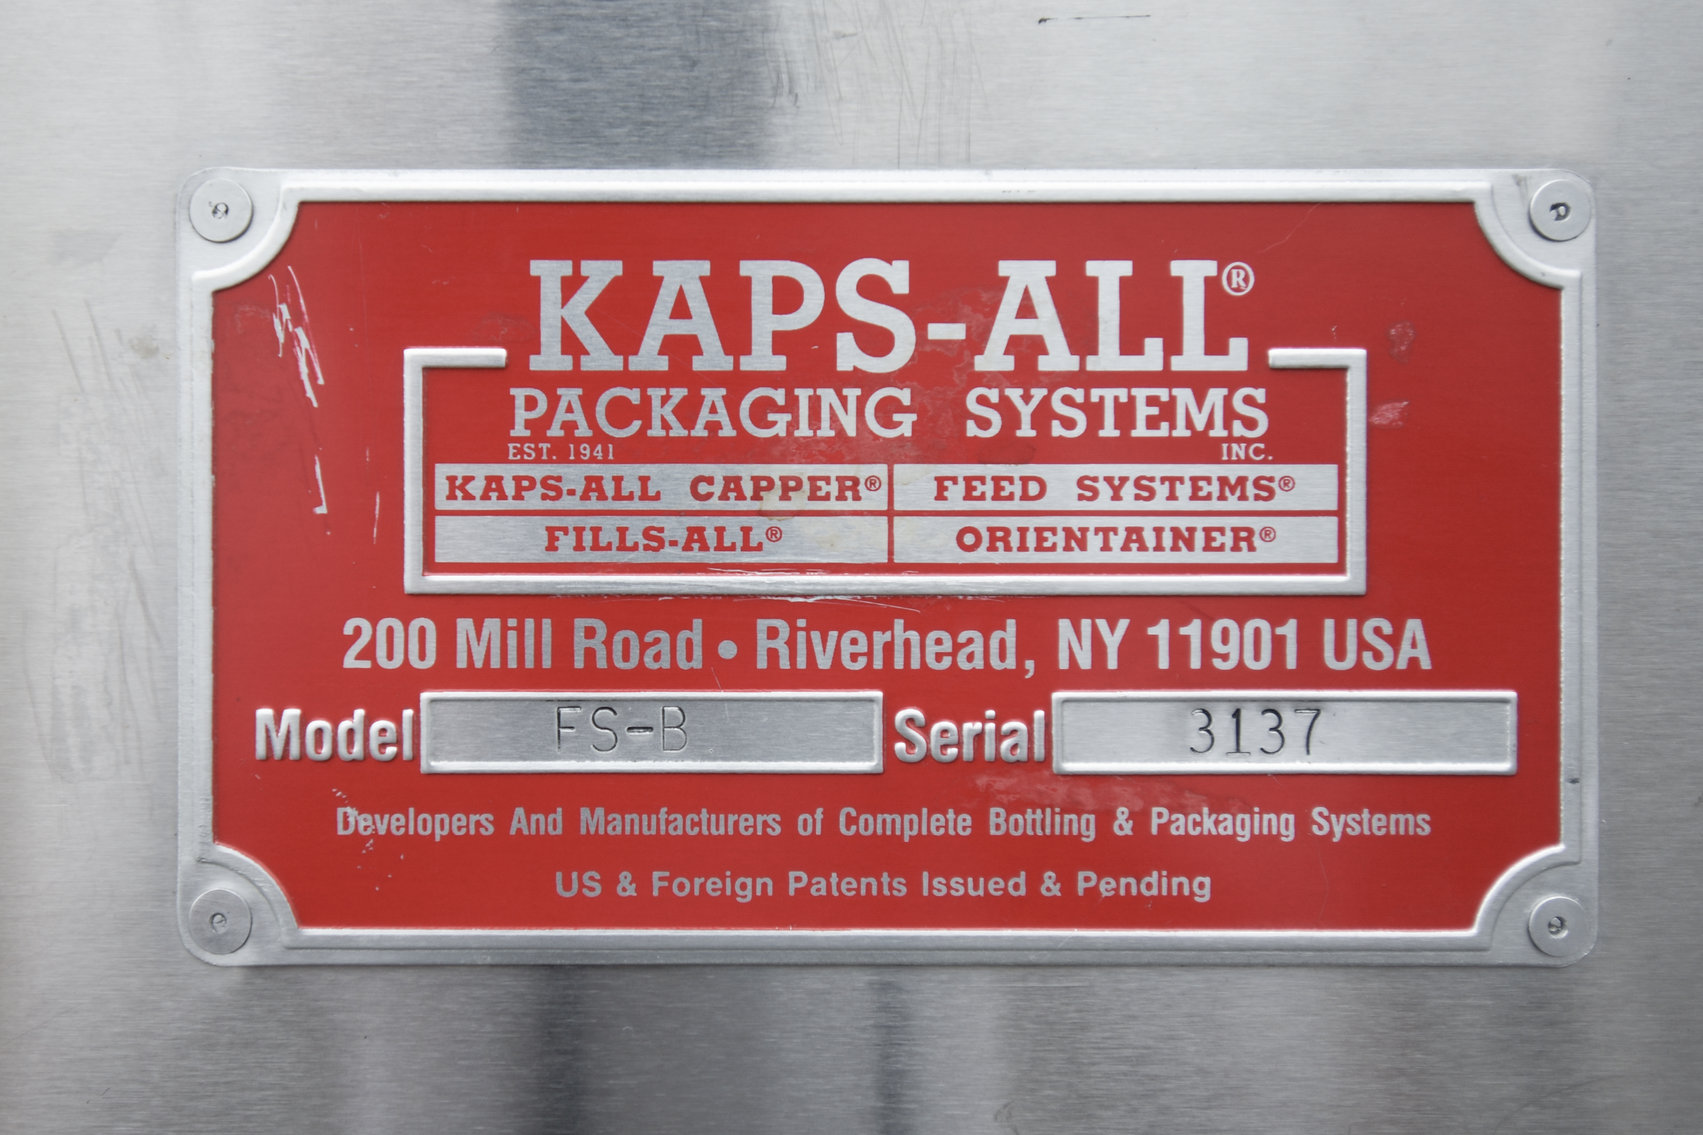 KAPS-ALL®
PACKAGING SYSTEMS
EST. 1941 INC.
KAPS-ALL CAPPER® FEED SYSTEMS®
FILLS-ALL® ORIENTAINER®
200 Mill Road • Riverhead, NY 11901 USA
Model FS-B Serial 3137
Developers And Manufacturers of Complete Bottling & Packaging Systems
US & Foreign Patents Issued & Pending